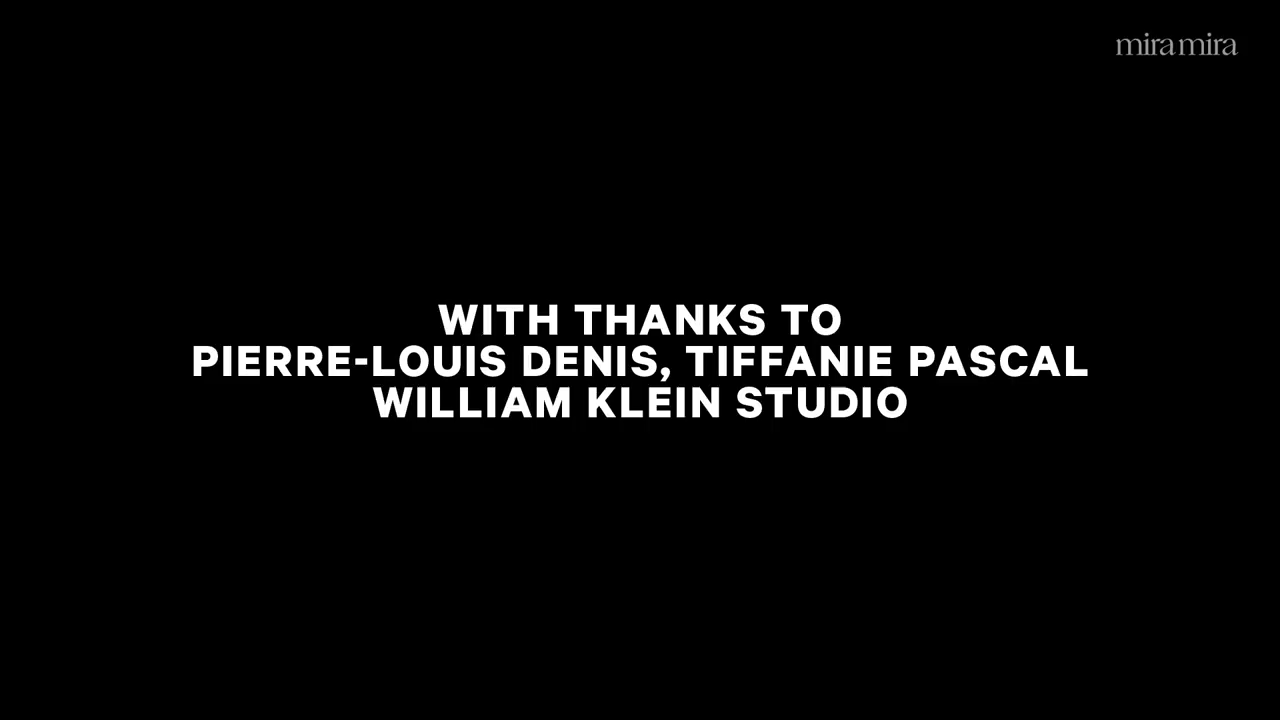 mira mira
WITH THANKS TO
PIERRE-LOUIS DENIS, TIFFANIE PASCAL
WILLIAM KLEIN STUDIO